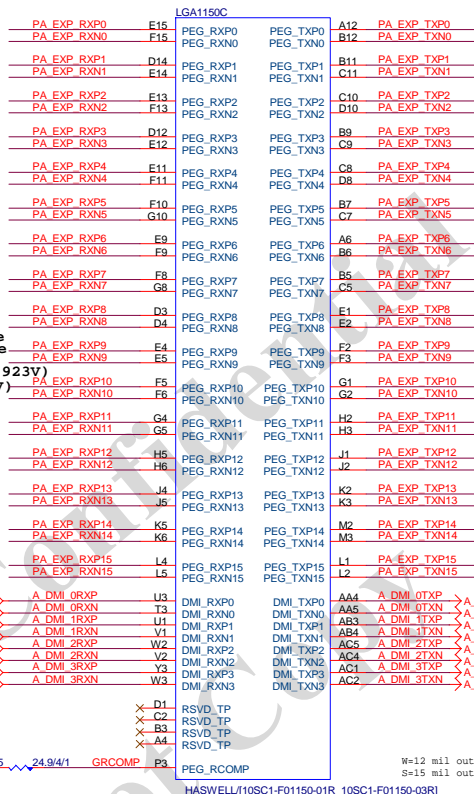 LGA1150C
PA_EXP_RXP0 E15 PEG_RXP0 PEG_TXP0 A12 PA_EXP_TXP0
PA_EXP_RXN0 F15 PEG_RXN0 PEG_TXN0 B12 PA_EXP_TXN0
PA_EXP_RXP1 D14 PEG_RXP1 PEG_TXP1 B11 PA_EXP_TXP1
PA_EXP_RXN1 E14 PEG_RXN1 PEG_TXN1 C11 PA_EXP_TXN1
PA_EXP_RXP2 E13 PEG_RXP2 PEG_TXP2 C10 PA_EXP_TXP2
PA_EXP_RXN2 F13 PEG_RXN2 PEG_TXN2 D10 PA_EXP_TXN2
PA_EXP_RXP3 D12 PEG_RXP3 PEG_TXP3 B9 PA_EXP_TXP3
PA_EXP_RXN3 E12 PEG_RXN3 PEG_TXN3 C9 PA_EXP_TXN3
PA_EXP_RXP4 E11 PEG_RXP4 PEG_TXP4 C8 PA_EXP_TXP4
PA_EXP_RXN4 F11 PEG_RXN4 PEG_TXN4 D8 PA_EXP_TXN4
PA_EXP_RXP5 F10 PEG_RXP5 PEG_TXP5 B7 PA_EXP_TXP5
PA_EXP_RXN5 G10 PEG_RXN5 PEG_TXN5 C7 PA_EXP_TXN5
PA_EXP_RXP6 E9 PEG_RXP6 PEG_TXP6 A6 PA_EXP_TXP6
PA_EXP_RXN6 F9 PEG_RXN6 PEG_TXN6 B6 PA_EXP_TXN6
PA_EXP_RXP7 F8 PEG_RXP7 PEG_TXP7 B5 PA_EXP_TXP7
PA_EXP_RXN7 G8 PEG_RXN7 PEG_TXN7 C5 PA_EXP_TXN7
PA_EXP_RXP8 D3 PEG_RXP8 PEG_TXP8 E1 PA_EXP_TXP8
PA_EXP_RXN8 D4 PEG_RXN8 PEG_TXN8 E2 PA_EXP_TXN8
e
e
PA_EXP_RXP9 E4 PEG_RXP9 PEG_TXP9 F2 PA_EXP_TXP9
PA_EXP_RXN9 E5 PEG_RXN9 PEG_TXN9 F3 PA_EXP_TXN9
923V)
V)
PA_EXP_RXP10 F5 PEG_RXP10 PEG_TXP10 G1 PA_EXP_TXP10
PA_EXP_RXN10 F6 PEG_RXN10 PEG_TXN10 G2 PA_EXP_TXN10
PA_EXP_RXP11 G4 PEG_RXP11 PEG_TXP11 H2 PA_EXP_TXP11
PA_EXP_RXN11 G5 PEG_RXN11 PEG_TXN11 H3 PA_EXP_TXN11
PA_EXP_RXP12 H5 PEG_RXP12 PEG_TXP12 J1 PA_EXP_TXP12
PA_EXP_RXN12 H6 PEG_RXN12 PEG_TXN12 J2 PA_EXP_TXN12
PA_EXP_RXP13 J4 PEG_RXP13 PEG_TXP13 K2 PA_EXP_TXP13
PA_EXP_RXN13 J5 PEG_RXN13 PEG_TXN13 K3 PA_EXP_TXN13
PA_EXP_RXP14 K5 PEG_RXP14 PEG_TXP14 M2 PA_EXP_TXP14
PA_EXP_RXN14 K6 PEG_RXN14 PEG_TXN14 M3 PA_EXP_TXN14
PA_EXP_RXP15 L4 PEG_RXP15 PEG_TXP15 L1 PA_EXP_TXP15
PA_EXP_RXN15 L5 PEG_RXN15 PEG_TXN15 L2 PA_EXP_TXN15
A_DMI_0RXP U3 DMI_RXP0 DMI_TXP0 AA4 A_DMI_0TXP A_
A_DMI_0RXN T3 DMI_RXN0 DMI_TXN0 AA5 A_DMI_0TXN A_
A_DMI_1RXP U1 DMI_RXP1 DMI_TXP1 AB3 A_DMI_1TXP A_
A_DMI_1RXN V1 DMI_RXN1 DMI_TXN1 AB4 A_DMI_1TXN A_
A_DMI_2RXP W2 DMI_RXP2 DMI_TXP2 AC5 A_DMI_2TXP A_
A_DMI_2RXN V2 DMI_RXN2 DMI_TXN2 AC4 A_DMI_2TXN A_
A_DMI_3RXP Y3 DMI_RXP3 DMI_TXP3 AC1 A_DMI_3TXP A_
A_DMI_3RXN W3 DMI_RXN3 DMI_TXN3 AC2 A_DMI_3TXN A_
D1 RSVD_TP
C2 RSVD_TP
B3 RSVD_TP
A4 RSVD_TP
5 24.9/4/1 GRCOMP P3 PEG_RCOMP
W=12 mil out
S=15 mil out
HASWELL/[10SC1-F01150-01R_10SC1-F01150-03R]
Confidential
t Copy